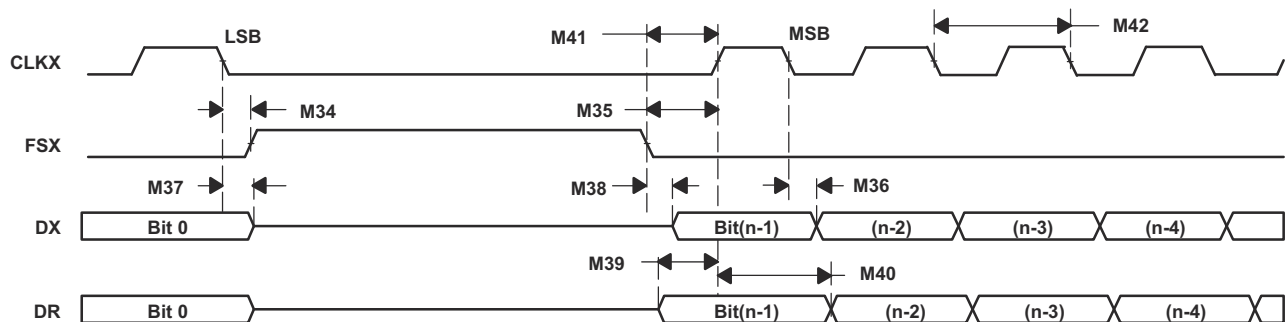 LSB
M41
MSB
M42
CLKX
M34
M35
FSX
M37
M38
M36
DX
Bit 0
Bit(n-1)
(n-2)
(n-3)
(n-4)
M39
M40
DR
Bit 0
Bit(n-1)
(n-2)
(n-3)
(n-4)